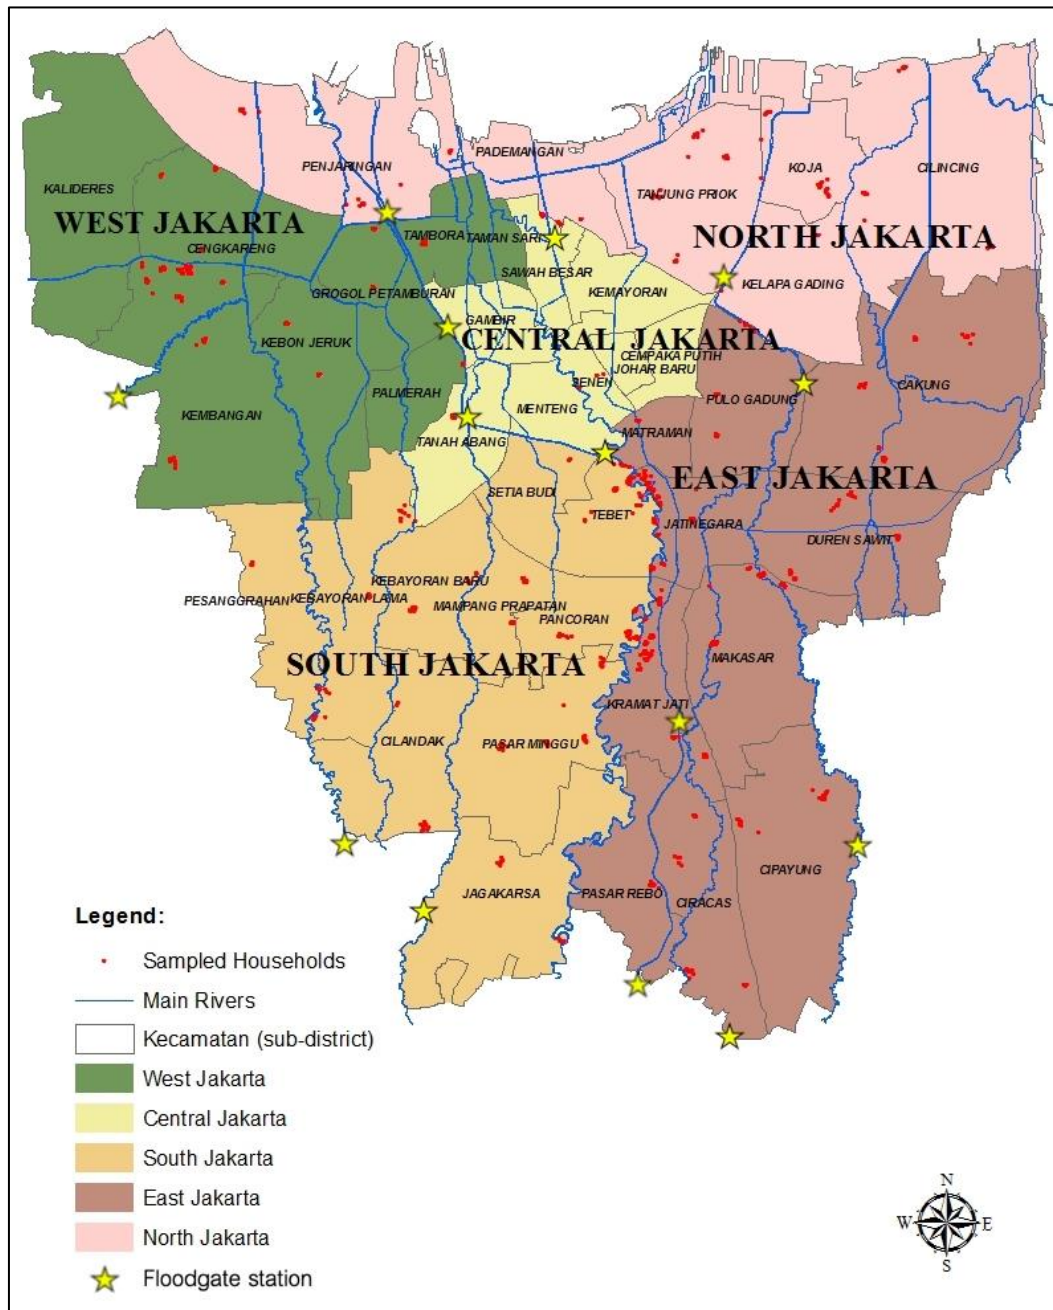 PENJARINGAN
PADEMANGAN
KALIDERES
TANJUNG PRIOK
KOJA
CILINCING
WEST JAKARTA
CENGKARENG
TAMBORA
TAMAN SARI
NORTH JAKARTA
SAWAH BESAR
KEMAYORAN
KELAPA GADING
GROGOL PETAMBURAN
GAMBIR
CENTRAL JAKARTA
KEBON JERUK
CEMPAKA PUTIH
JOHAR BARU
SENEN
CAKUNG
PALMERAH
PULO GADUNG
KEMBANGAN
MENTENG
TANAH ABANG
MATRAMAN
EAST JAKARTA
SETIA BUDI
TEBET
JATINEGARA
DUREN SAWIT
KEBAYORAN BARU
PESANGGRAHAN
KEBAYORAN LAMA
MAMPANG PRAPATAN
PANCORAN
SOUTH JAKARTA
MAKASAR
KRAMAT JATI
CILANDAK
PASAR MINGGU
CIPAYUNG
JAGAKARSA
PASAR REBO
CIRACAS
Legend:
Sampled Households
Main Rivers
Kecamatan (sub-district)
West Jakarta
Central Jakarta
South Jakarta
East Jakarta
North Jakarta
Floodgate station
N
W
E
S